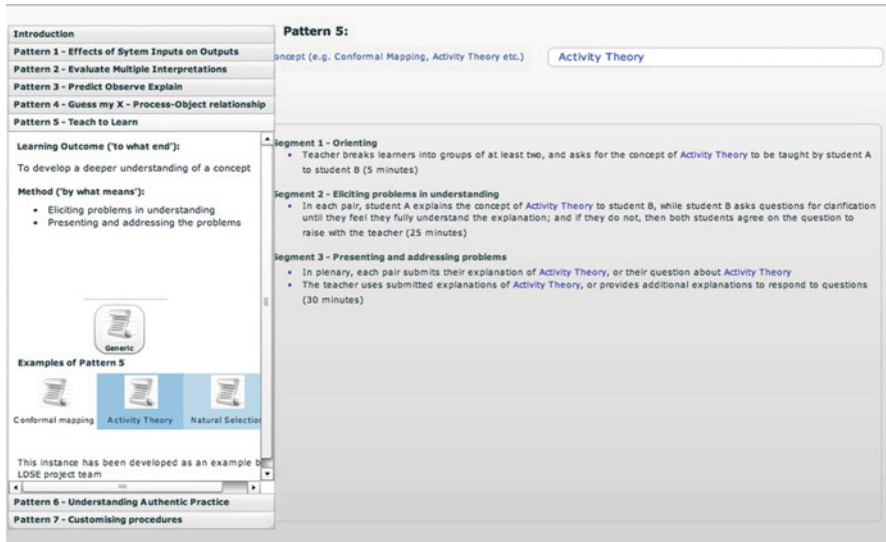 Introduction
Pattern 1 - Effects of Sytem Inputs on Outputs
Pattern 2 - Evaluate Multiple Interpretations
Pattern 3 - Predict Observe Explain
Pattern 4 - Guess my X - Process-Object relationship
Pattern 5 - Teach to Learn
Learning Outcome ('to what end'):
To develop a deeper understanding of a concept
Method ('by what means'):
• Eliciting problems in understanding
• Presenting and addressing the problems
Generic
Examples of Pattern 5
Conformal mapping Activity Theory Natural Selection
This instance has been developed as an example b
LDSE project team
Pattern 6 - Understanding Authentic Practice
Pattern 7 - Customising procedures
Pattern 5:
oncept (e.g. Conformal Mapping, Activity Theory etc.) Activity Theory
Segment 1 - Orienting
• Teacher breaks learners into groups of at least two, and asks for the concept of Activity Theory to be taught by student A
to student B (5 minutes)
Segment 2 - Eliciting problems in understanding
• In each pair, student A explains the concept of Activity Theory to student B, while student B asks questions for clarification
until they feel they fully understand the explanation; and if they do not, then both students agree on the question to
raise with the teacher (25 minutes)
Segment 3 - Presenting and addressing problems
• In plenary, each pair submits their explanation of Activity Theory, or their question about Activity Theory
• The teacher uses submitted explanations of Activity Theory, or provides additional explanations to respond to questions
(30 minutes)